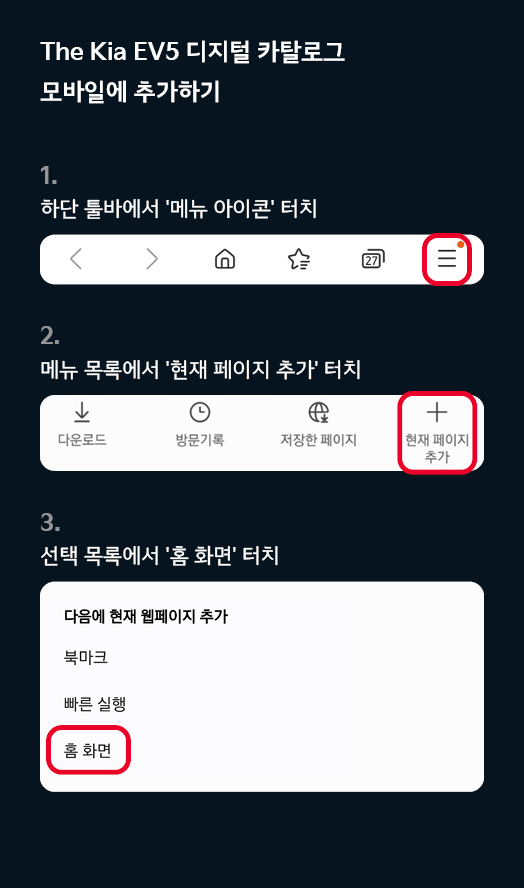 The Kia EV5 디지털 카탈로그
모바일에 추가하기
1.
하단 툴바에서 '메뉴 아이콘' 터치
27
2.
메뉴 목록에서 '현재 페이지 추가' 터치
다운로드 방문기록 저장한 페이지 현재 페이지
추가
3.
선택 목록에서 '홈 화면' 터치
다음에 현재 웹페이지 추가
북마크
빠른 실행
홈 화면